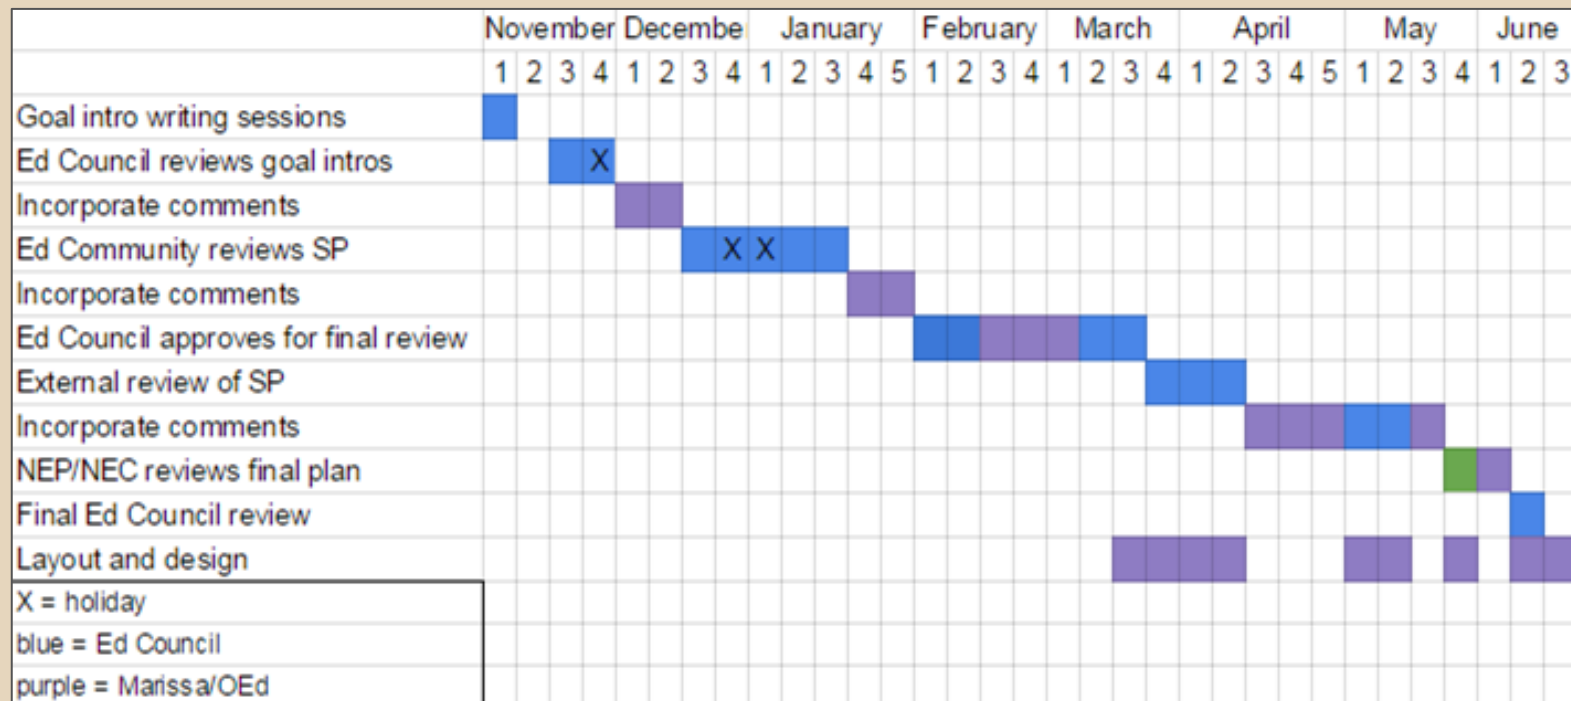 November December January February March April May June
1 2 3 4 1 2 3 4 1 2 3 4 5 1 2 3 4 1 2 3 4 1 2 3 4 5 1 2 3 4 1 2 3
Goal intro writing sessions
Ed Council reviews goal intros X
Incorporate comments
Ed Community reviews SP X X
Incorporate comments
Ed Council approves for final review
External review of SP
Incorporate comments
NEP/NEC reviews final plan
Final Ed Council review
Layout and design
X = holiday
blue = Ed Council
purple = Marissa/OEd